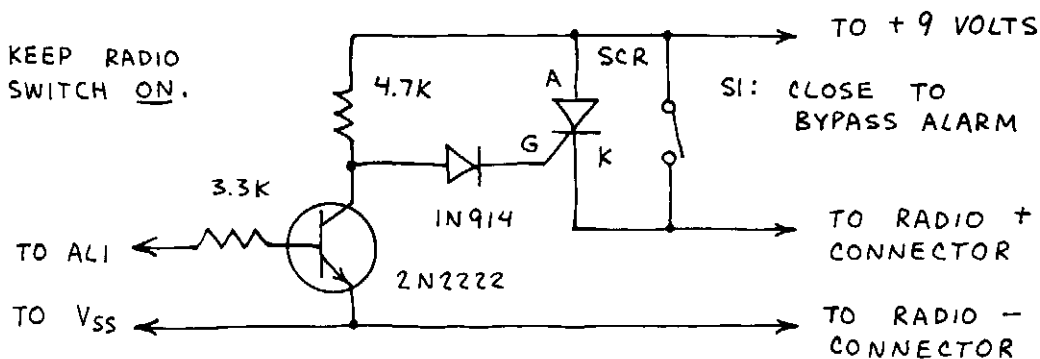 KEEP RADIO
SWITCH ON.
4.7K
SCR
A
G
K
TO + 9 VOLTS
S1: CLOSE TO
BYPASS ALARM
3.3K
1N914
TO AL1
2N2222
TO RADIO +
CONNECTOR
TO VSS
TO RADIO -
CONNECTOR